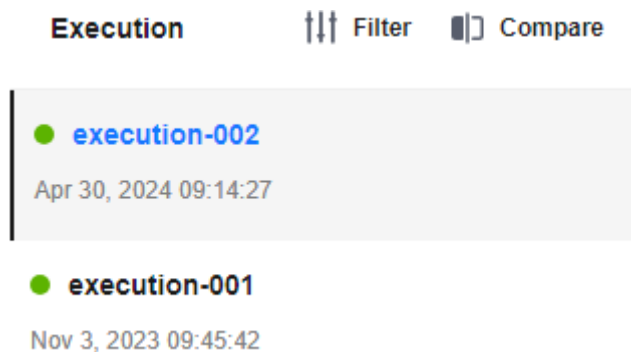 Execution Filter Compare
execution-002
Apr 30, 2024 09:14:27
execution-001
Nov 3, 2023 09:45:42